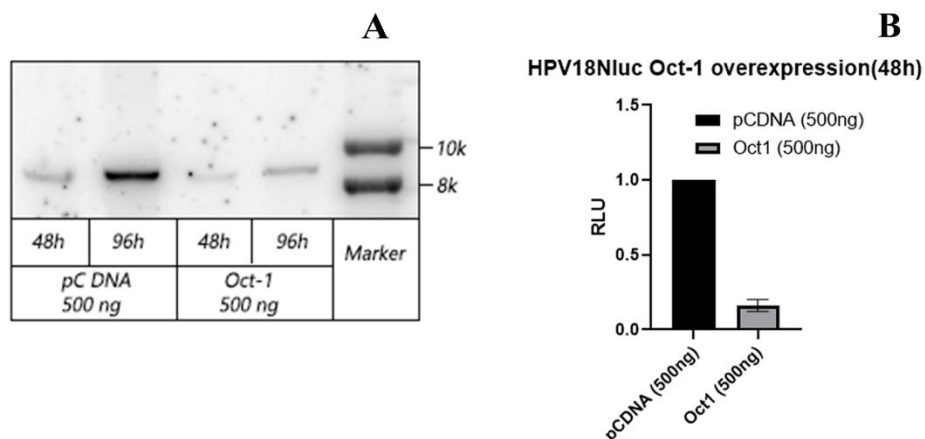 A
10k
8k
48h 96h 48h 96h Marker
pC DNA Oct-1
500 ng 500 ng
B
HPV18Nluc Oct-1 overexpression(48h)
1.5
pCDNA (500ng)
Oct1 (500ng)
1.0
RLU
0.5
0.0
pCDNA (500ng)
Oct1 (500ng)